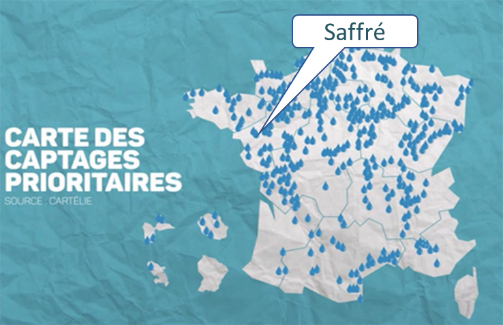 Saffré
CARTE DES
CAPTAGES
PRIORITAIRES
SOURCE : CARTÉLIE